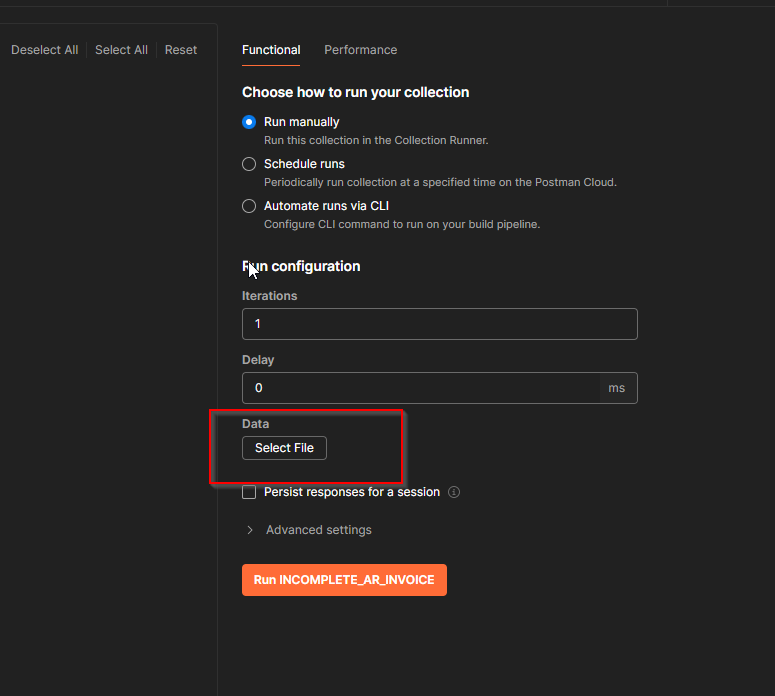 Deselect All Select All Reset
Functional Performance
Choose how to run your collection
Run manually
Run this collection in the Collection Runner.
Schedule runs
Periodically run collection at a specified time on the Postman Cloud.
Automate runs via CLI
Configure CLI command to run on your build pipeline.
Run configuration
Iterations
1
Delay
0 ms
Data
Select File
Persist responses for a session
Advanced settings
Run INCOMPLETE_AR_INVOICE